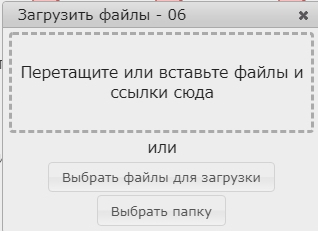 Загрузить файлы - 06
Перетащите или вставьте файлы и
ссылки сюда
или
Выбрать файлы для загрузки
Выбрать папку